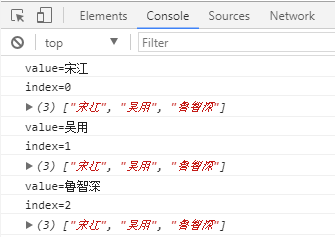 Elements Console Sources Network
top Filter
value=宋江
index=0
(3) ["宋江", "吴用", "鲁智深"]
value=吴用
index=1
(3) ["宋江", "吴用", "鲁智深"]
value=鲁智深
index=2
(3) ["宋江", "吴用", "鲁智深"]